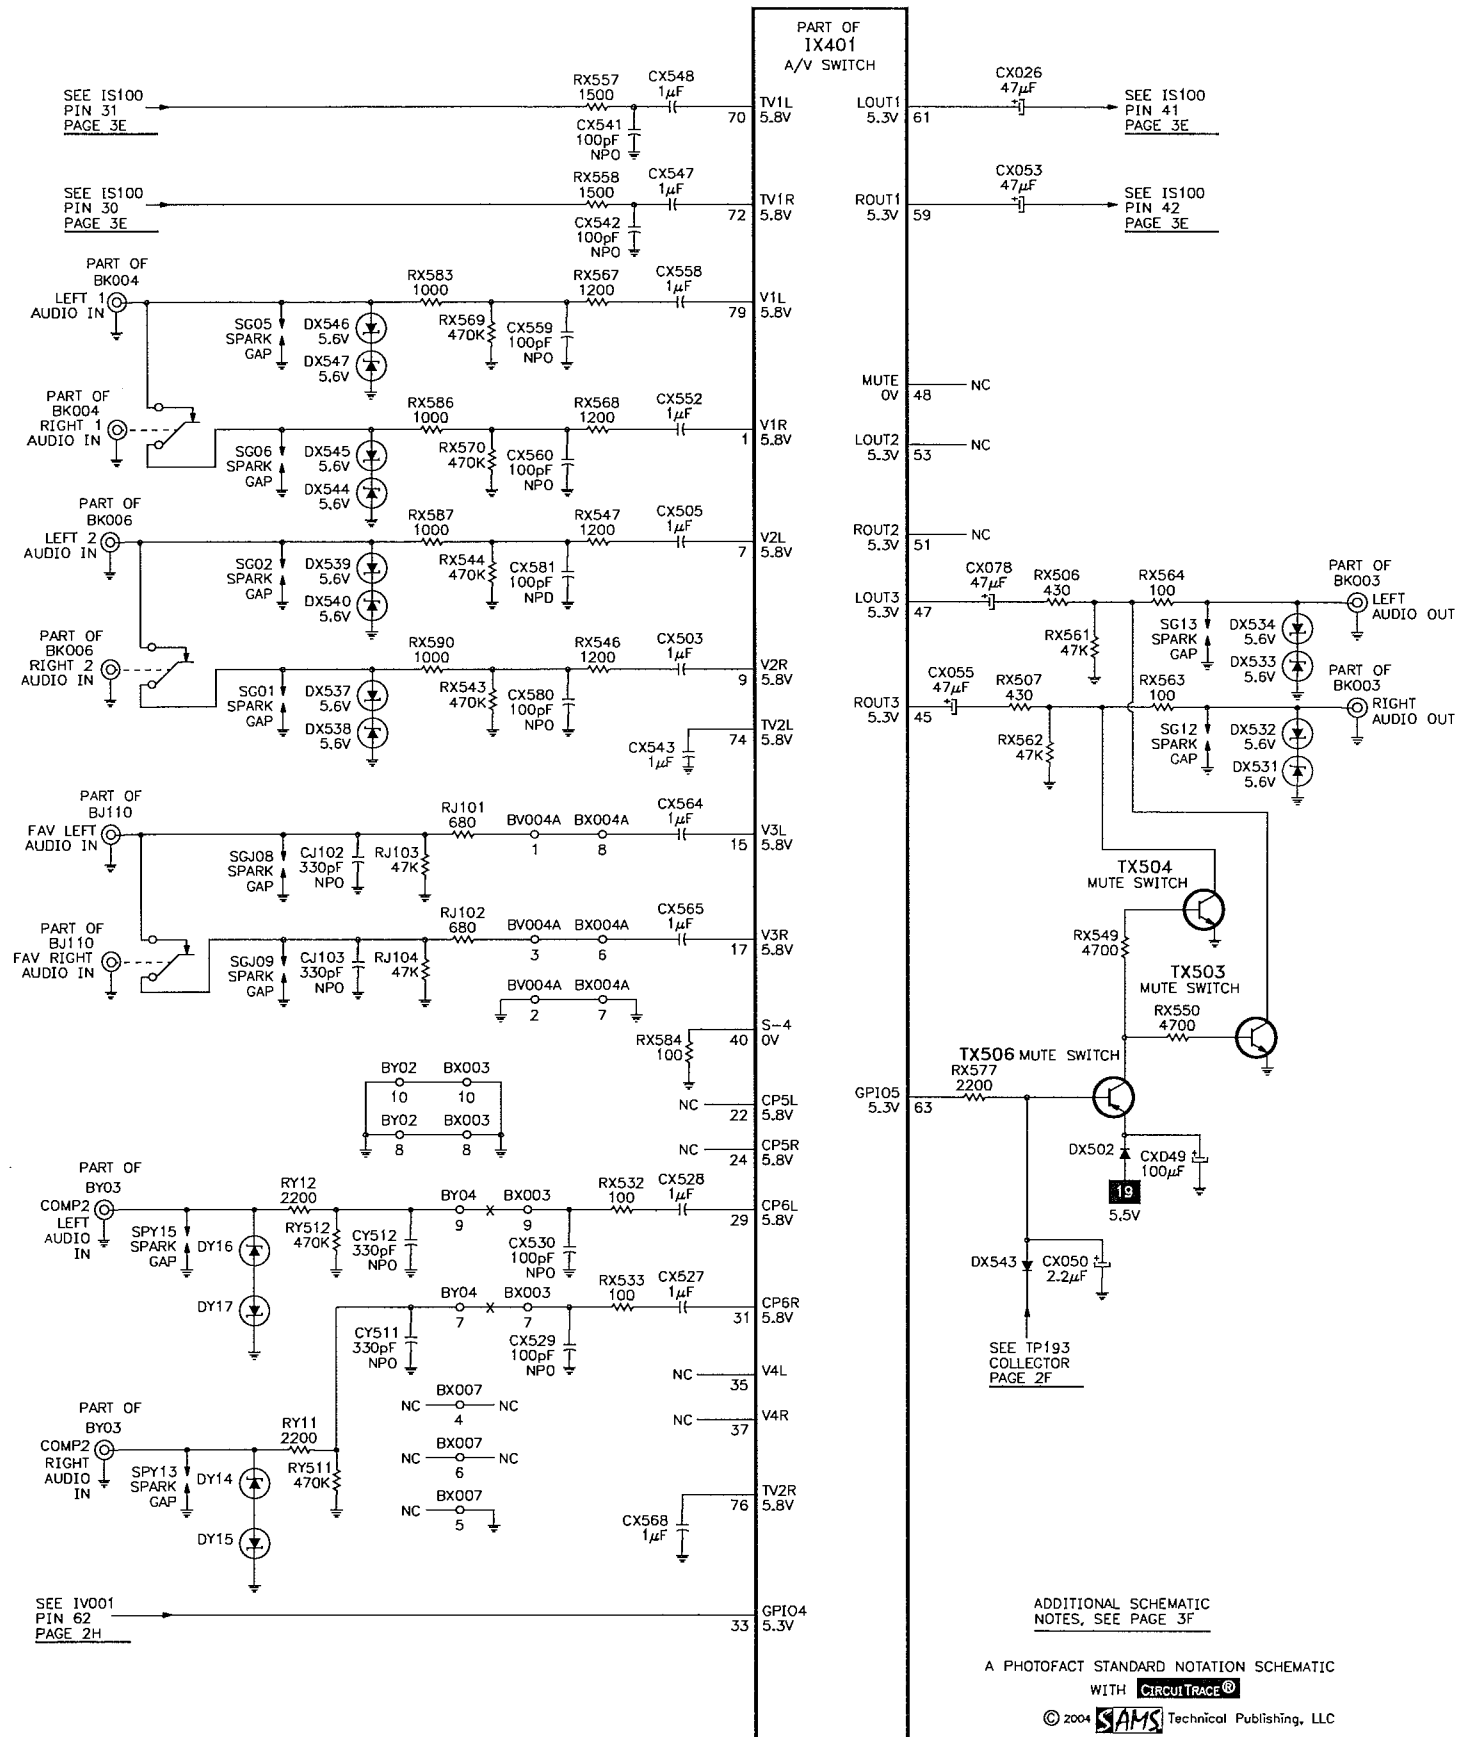 PART OF
IX401
A/V SWITCH
SEE IS100
PIN 31
PAGE 3E
RX557
1500
CX548
1µF
CX541
100pF
NPO
TV1L
70 5.8V
LOUT1
5.3V 61
CX026
47µF
SEE IS100
PIN 41
PAGE 3E
SEE IS100
PIN 30
PAGE 3E
RX558
1500
CX547
1µF
CX542
100pF
NPO
TV1R
72 5.8V
ROUT1
5.3V 59
CX053
47µF
SEE IS100
PIN 42
PAGE 3E
PART OF
BK004
LEFT 1
AUDIO IN
SG05
SPARK
GAP
DX546
5.6V
DX547
5.6V
RX583
1000
RX569
470K
CX559
100pF
NPO
RX567
1200
CX558
1µF
V1L
79 5.8V
MUTE
0V 48 NC
PART OF
BK004
RIGHT 1
AUDIO IN
SG06
SPARK
GAP
DX545
5.6V
DX544
5.6V
RX586
1000
RX570
470K
CX560
100pF
NPO
RX568
1200
CX552
1µF
V1R
1 5.8V
LOUT2
5.3V 53 NC
PART OF
BK006
LEFT 2
AUDIO IN
SG02
SPARK
GAP
DX539
5.6V
DX540
5.6V
RX587
1000
RX544
470K
CX581
100pF
NPD
RX547
1200
CX505
1µF
V2L
7 5.8V
ROUT2
5.3V 51 NC
LOUT3
5.3V 47
CX078
47µF
RX506
430
RX561
47K
RX564
100
SG13
SPARK
GAP
DX534
5.6V
DX533
5.6V
PART OF
BK003
LEFT
AUDIO OUT
PART OF
BK006
RIGHT 2
AUDIO IN
SG01
SPARK
GAP
DX537
5.6V
DX538
5.6V
RX590
1000
RX543
470K
CX580
100pF
NPO
RX546
1200
CX503
1µF
V2R
9 5.8V
ROUT3
5.3V 45
CX055
47µF
RX507
430
RX562
47K
RX563
100
SG12
SPARK
GAP
DX532
5.6V
DX531
5.6V
PART OF
BK003
RIGHT
AUDIO OUT
CX543
1µF
TV2L
74 5.8V
PART OF
BJ110
FAV LEFT
AUDIO IN
SGJ08
SPARK
GAP
CJ102
330pF
NPO
RJ103
47K
RJ101
680
BV004A
1
BX004A
8
CX564
1µF
V3L
15 5.8V
PART OF
BJ110
FAV RIGHT
AUDIO IN
SGJ09
SPARK
GAP
CJ103
330pF
NPO
RJ104
47K
RJ102
680
BV004A
3
BX004A
6
CX565
1µF
V3R
17 5.8V
TX504
MUTE SWITCH
RX549
4700
TX503
MUTE SWITCH
RX550
4700
BV004A
2
BX004A
7
RX584
100
S-4
40 0V
TX506 MUTE SWITCH
RX577
2200
GPIO5
5.3V 63
BY02
10
BX003
10
BY02
8
BX003
8
NC
CP5L
22 5.8V
NC
CP5R
24 5.8V
DX502
CXD49
100µF
19
5.5V
PART OF
BY03
COMP2
LEFT
AUDIO
IN
SPY15
SPARK
GAP
DY16
DY17
RY12
2200
RY512
470K
CY512
330pF
NPO
BY04
9
X
BX003
9
CX530
100pF
NPO
RX532
100
CX528
1µF
CP6L
29 5.8V
DX543
CX050
2.2µF
SEE TP193
COLLECTOR
PAGE 2F
CY511
330pF
NPO
BY04
7
X
BX003
7
CX529
100pF
NPO
RX533
100
CX527
1µF
CP6R
31 5.8V
NC
V4L
35
NC
V4R
37
PART OF
BY03
COMP2
RIGHT
AUDIO
IN
SPY13
SPARK
GAP
DY14
DY15
RY11
2200
RY511
470K
BX007
NC 4 NC
BX007
NC 6 NC
BX007
NC 5
CX568
1µF
TV2R
76 5.8V
SEE IV001
PIN 62
PAGE 2H
GPIO4
33 5.3V
ADDITIONAL SCHEMATIC
NOTES, SEE PAGE 3F
A PHOTOFACT STANDARD NOTATION SCHEMATIC
WITH CIRCUITRACE®
© 2004 SAMS Technical Publishing, LLC